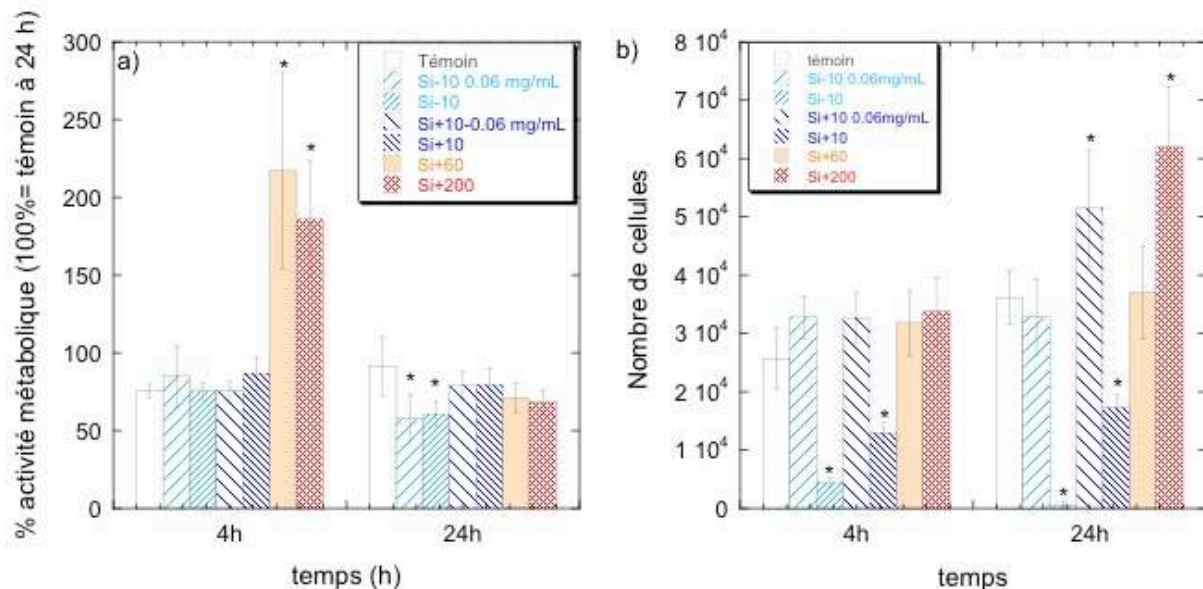 a)
% activité métabolique (100%= témoin à 24 h)
300
250
200
150
100
50
0
Témoin
Si-10 0.06 mg/mL
Si-10
Si+10-0.06 mg/mL
Si+10
Si+60
Si+200
*
*
*
*
4h
24h
temps (h)
b)
Nombre de cellules
8 10⁴
7 10⁴
6 10⁴
5 10⁴
4 10⁴
3 10⁴
2 10⁴
1 10⁴
0
témoin
Si-10 0.06mg/mL
Si-10
Si+10 0.06mg/mL
Si+10
Si+60
Si+200
*
*
*
*
*
*
4h
24h
temps